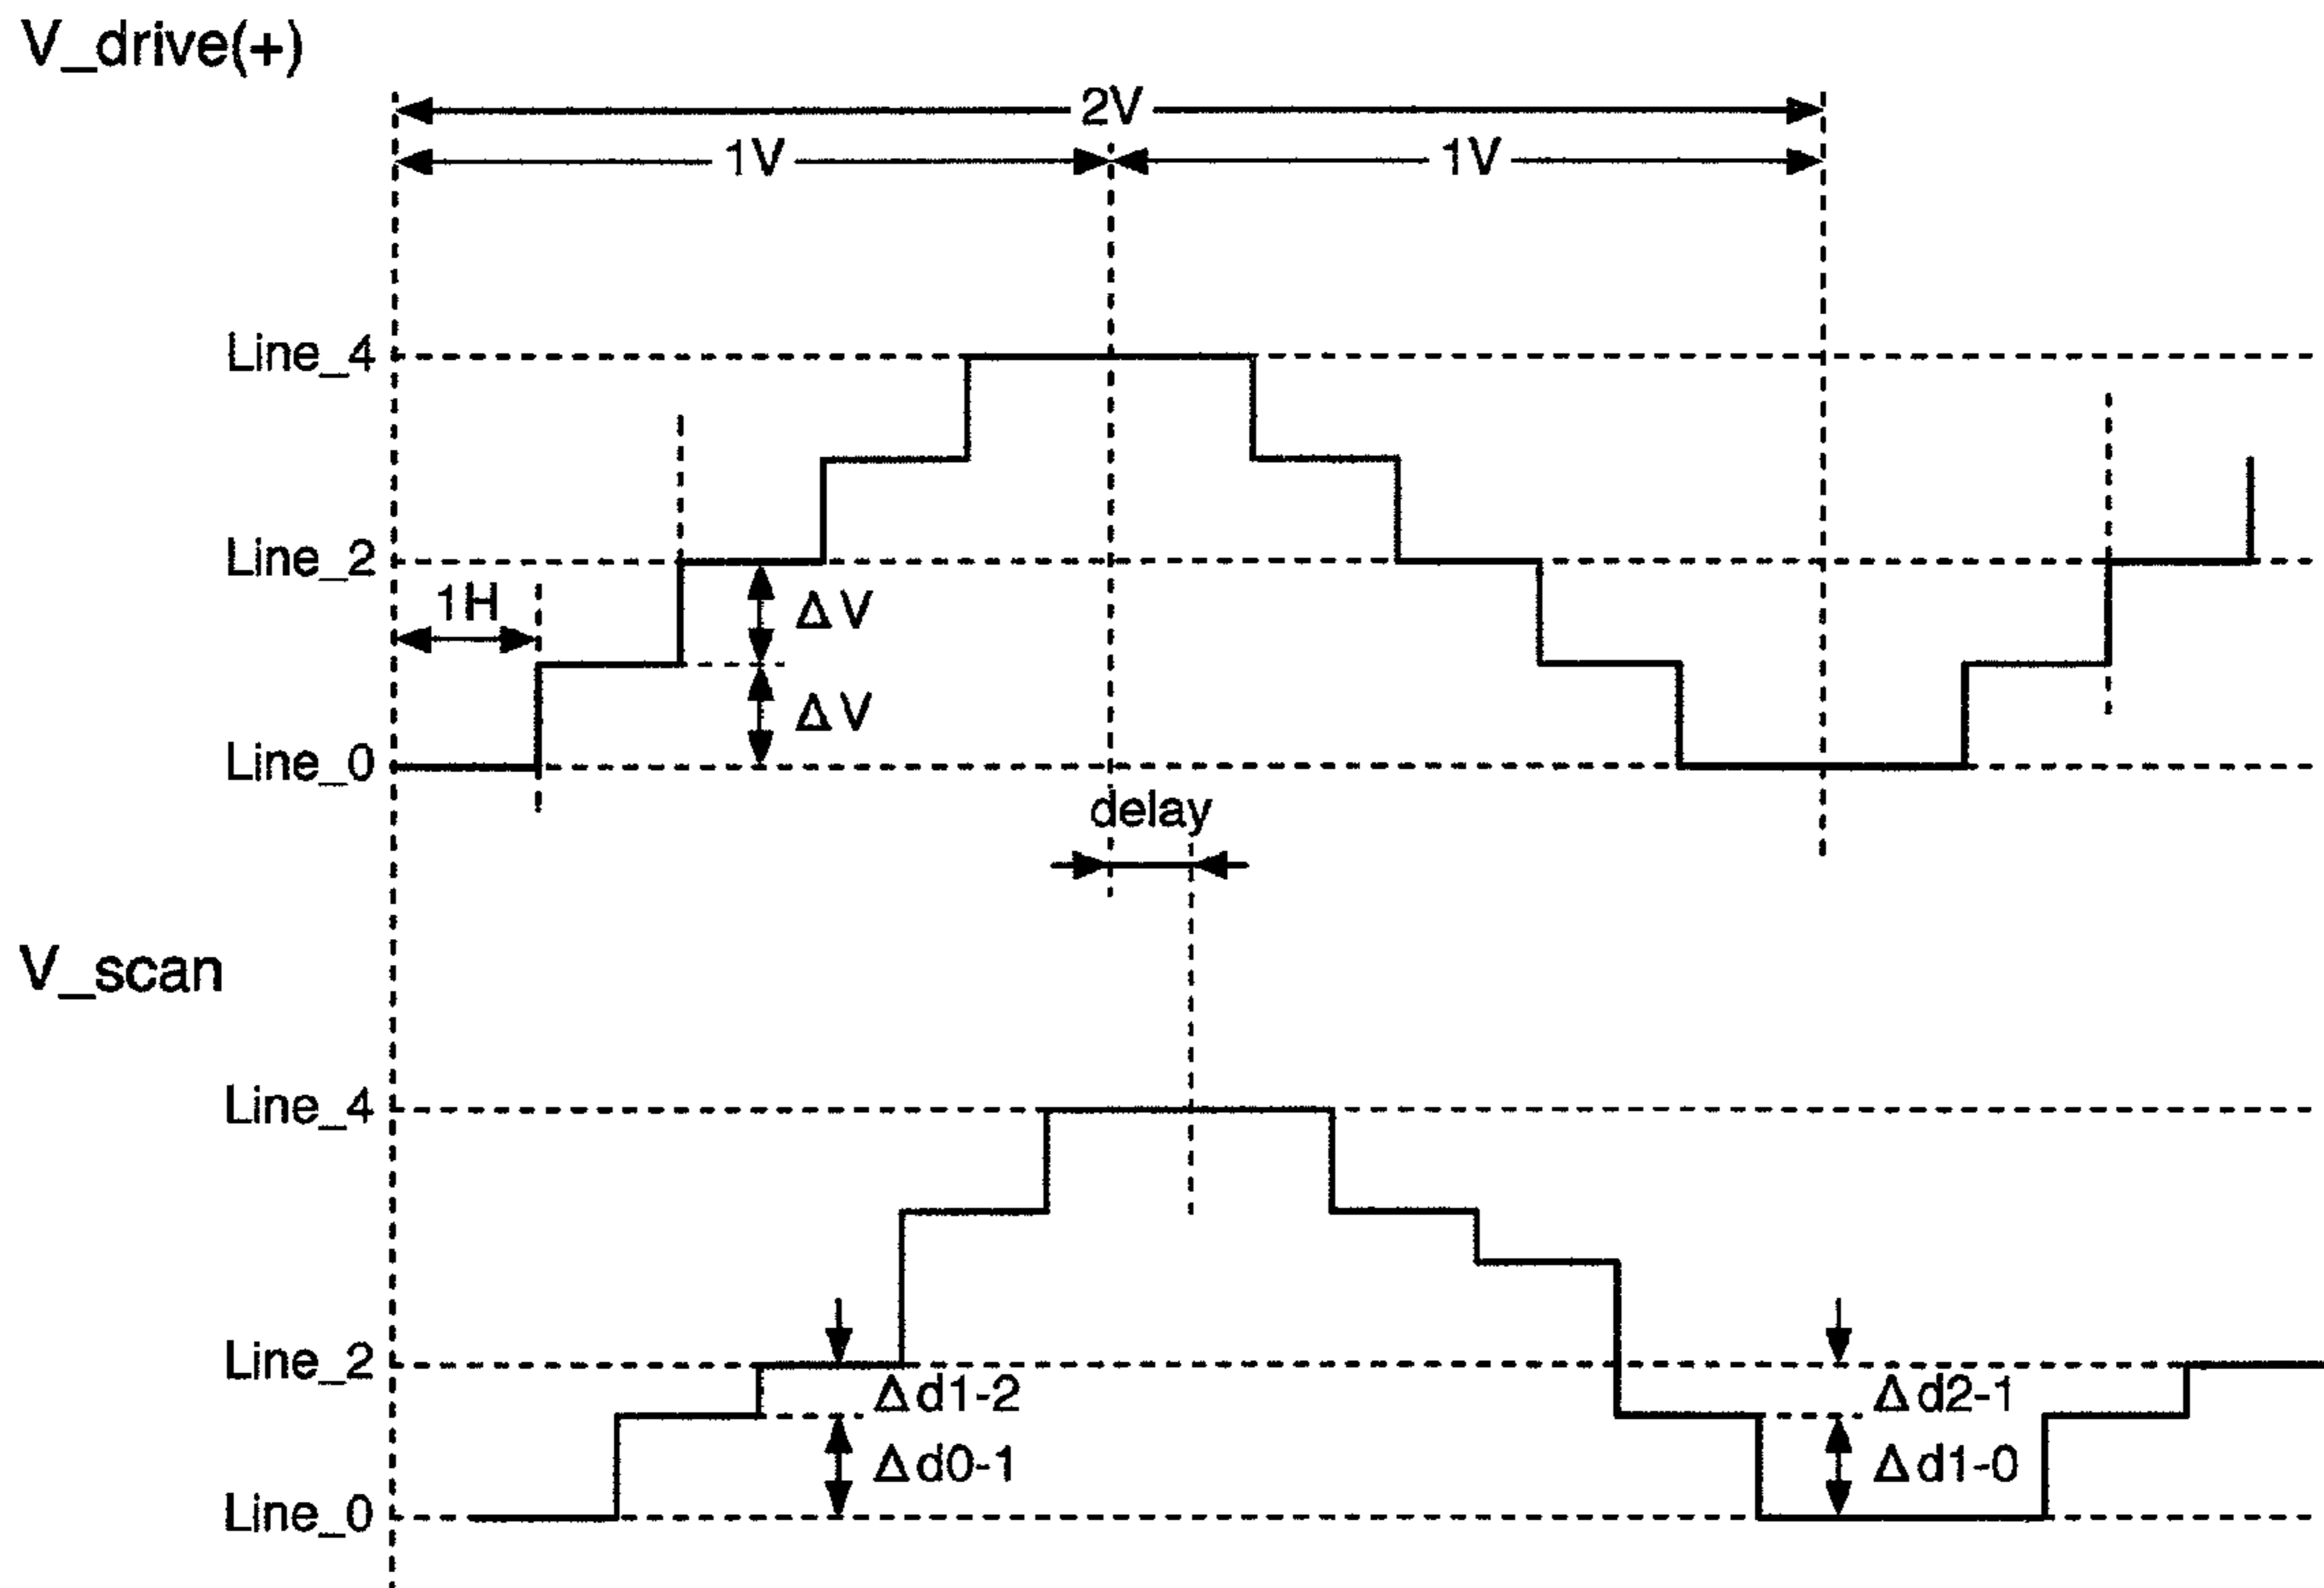 V_drive(+)
2V
1V
1V
Line_4
Line_2
1H
ΔV
ΔV
Line_0
delay
V_scan
Line_4
Line_2
Δd1-2
Δd2-1
Δd0-1
Δd1-0
Line_0